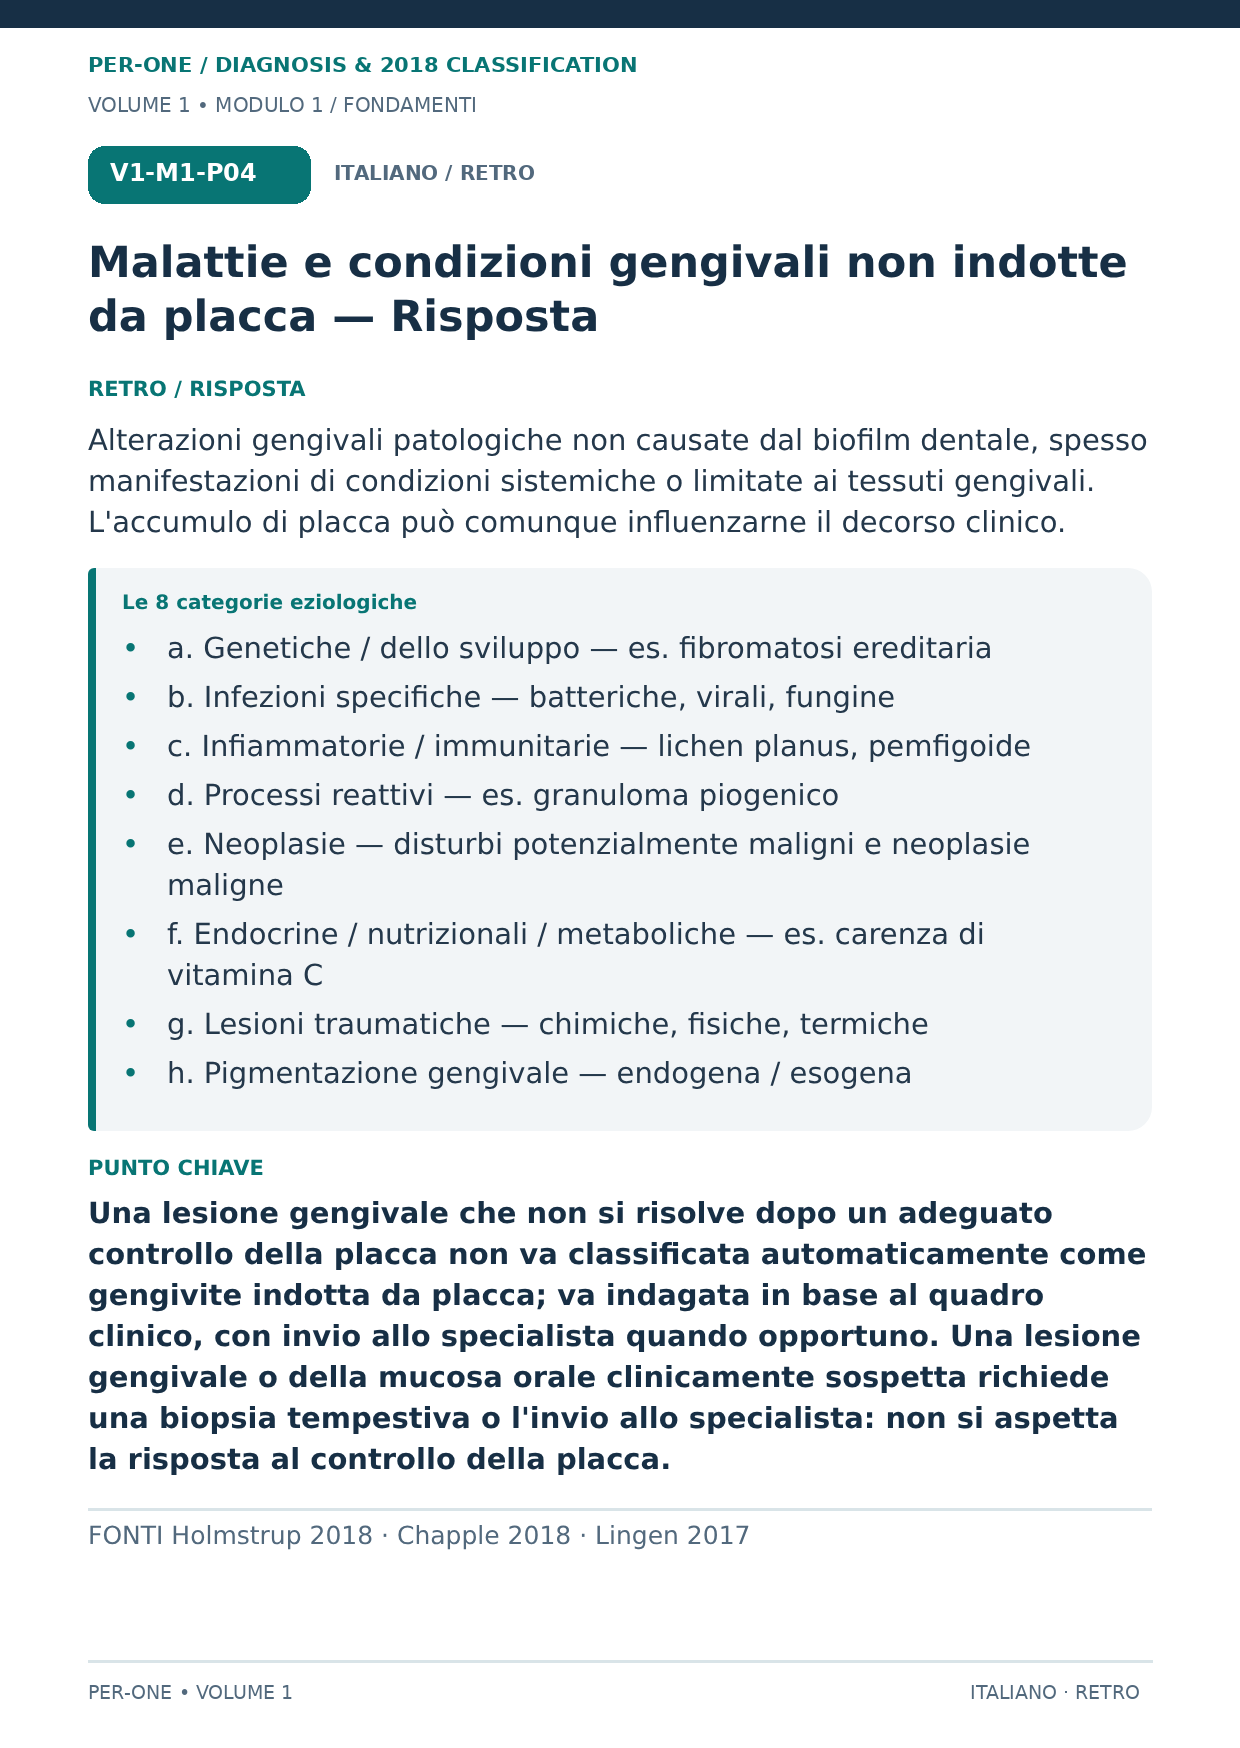 PER-ONE / DIAGNOSIS & 2018 CLASSIFICATION
VOLUME 1 • MODULO 1 / FONDAMENTI
V1-M1-P04
ITALIANO / RETRO
Malattie e condizioni gengivali non indotte
da placca — Risposta
RETRO / RISPOSTA
Alterazioni gengivali patologiche non causate dal biofilm dentale, spesso
manifestazioni di condizioni sistemiche o limitate ai tessuti gengivali.
L'accumulo di placca può comunque influenzarne il decorso clinico.
Le 8 categorie eziologiche
• a. Genetiche / dello sviluppo — es. fibromatosi ereditaria
• b. Infezioni specifiche — batteriche, virali, fungine
• c. Infiammatorie / immunitarie — lichen planus, pemfigoide
• d. Processi reattivi — es. granuloma piogenico
• e. Neoplasie — disturbi potenzialmente maligni e neoplasie
maligne
• f. Endocrine / nutrizionali / metaboliche — es. carenza di
vitamina C
• g. Lesioni traumatiche — chimiche, fisiche, termiche
• h. Pigmentazione gengivale — endogena / esogena
PUNTO CHIAVE
Una lesione gengivale che non si risolve dopo un adeguato
controllo della placca non va classificata automaticamente come
gengivite indotta da placca; va indagata in base al quadro
clinico, con invio allo specialista quando opportuno. Una lesione
gengivale o della mucosa orale clinicamente sospetta richiede
una biopsia tempestiva o l'invio allo specialista: non si aspetta
la risposta al controllo della placca.
FONTI Holmstrup 2018 · Chapple 2018 · Lingen 2017
PER-ONE • VOLUME 1
ITALIANO · RETRO